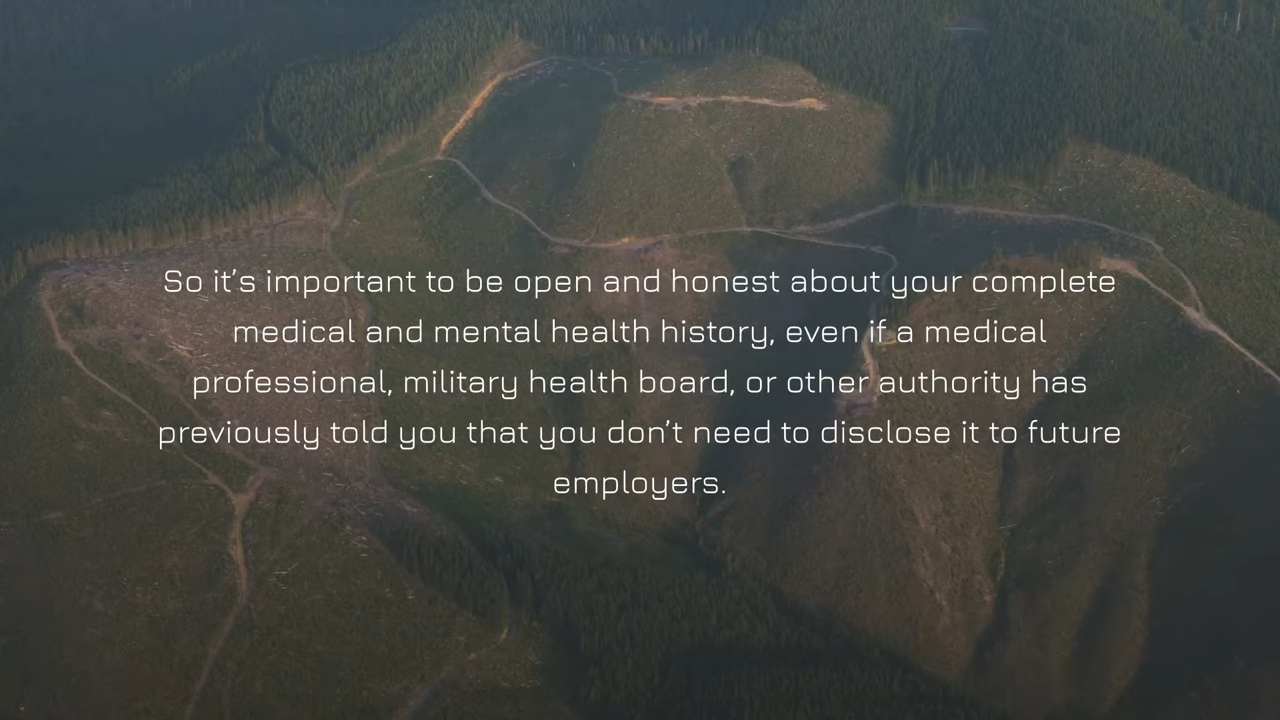 So it’s important to be open and honest about your complete
medical and mental health history, even if a medical
professional, military health board, or other authority has
previously told you that you don’t need to disclose it to future
employers.